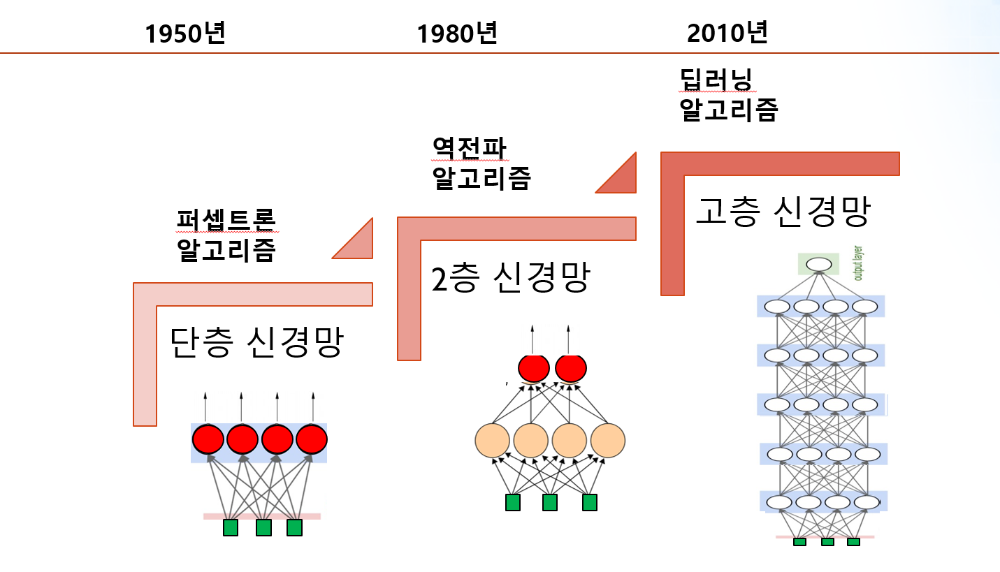 1950년
1980년
2010년
딥러닝
알고리즘
역전파
알고리즘
고층 신경망
퍼셉트론
알고리즘
2층 신경망
단층 신경망
output layer
,